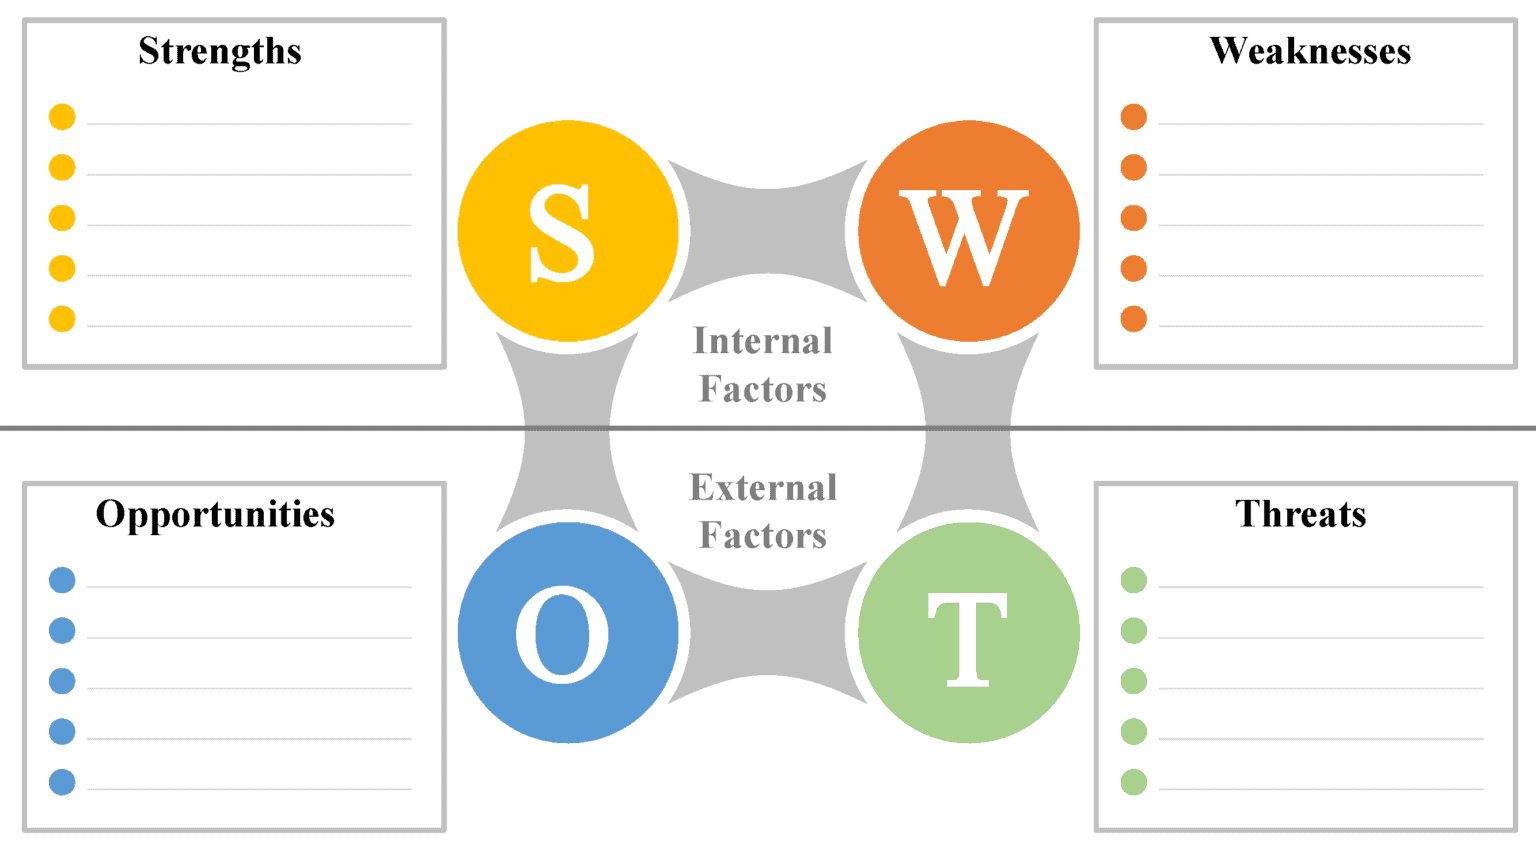 Strengths
Weaknesses
S
W
Internal
Factors
External
Factors
Opportunities
Threats
O
T